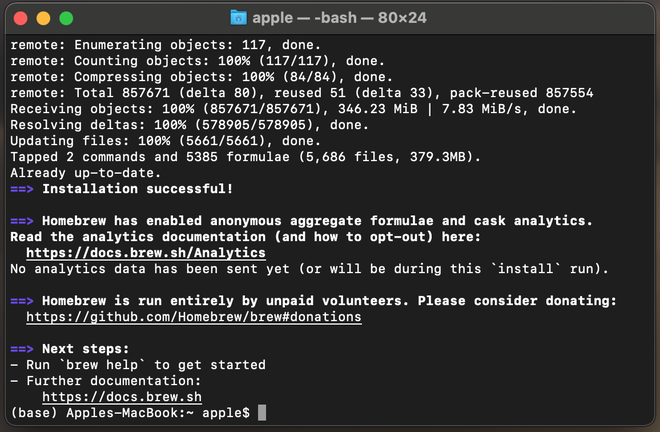 apple — -bash — 80×24
remote: Enumerating objects: 117, done.
remote: Counting objects: 100% (117/117), done.
remote: Compressing objects: 100% (84/84), done.
remote: Total 857671 (delta 80), reused 51 (delta 33), pack-reused 857554
Receiving objects: 100% (857671/857671), 346.23 MiB | 7.83 MiB/s, done.
Resolving deltas: 100% (578905/578905), done.
Updating files: 100% (5661/5661), done.
Tapped 2 commands and 5385 formulae (5,686 files, 379.3MB).
Already up-to-date.
==> Installation successful!
==> Homebrew has enabled anonymous aggregate formulae and cask analytics.
Read the analytics documentation (and how to opt-out) here:
https://docs.brew.sh/Analytics
No analytics data has been sent yet (or will be during this `install` run).
==> Homebrew is run entirely by unpaid volunteers. Please consider donating:
https://github.com/Homebrew/brew#donations
==> Next steps:
- Run `brew help` to get started
- Further documentation:
https://docs.brew.sh
(base) Apples-MacBook:~ apple$